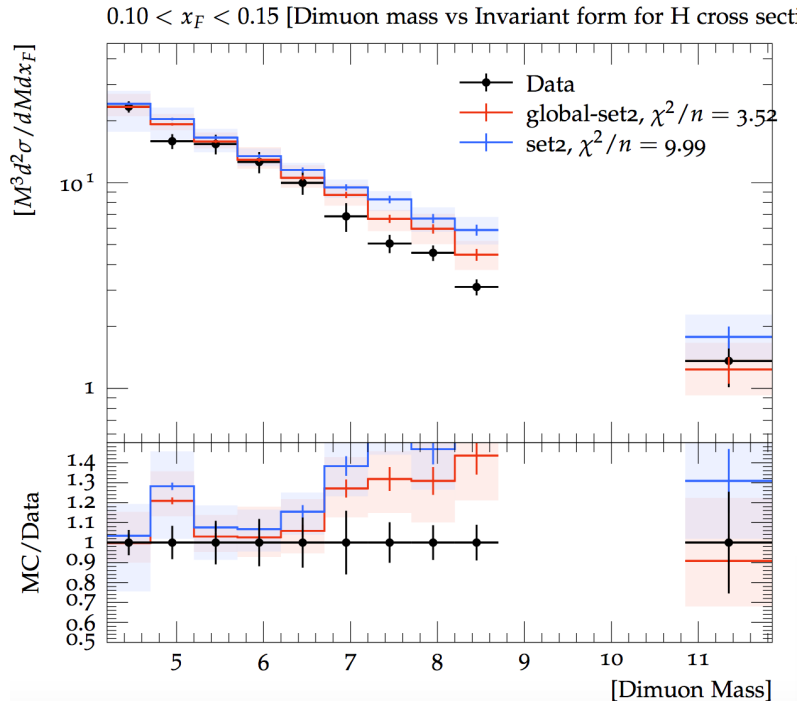 0.10 < x_F < 0.15 [Dimuon mass vs Invariant form for H cross secti
[M³d²σ/dMdx_F]
Data
global-set2, χ²/n = 3.52
set2, χ²/n = 9.99
10¹
1
MC/Data
1.4
1.3
1.2
1.1
1
0.9
0.8
0.7
0.6
0.5
5 6 7 8 9 10 11
[Dimuon Mass]